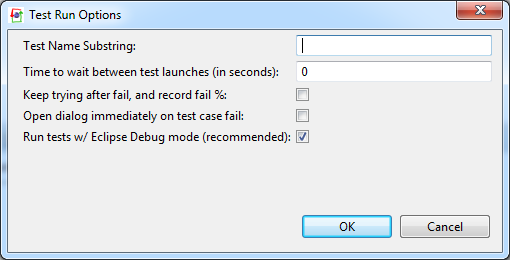 Test Run Options
Test Name Substring:
Time to wait between test launches (in seconds): 0
Keep trying after fail, and record fail %:
Open dialog immediately on test case fail:
Run tests w/ Eclipse Debug mode (recommended):
OK Cancel